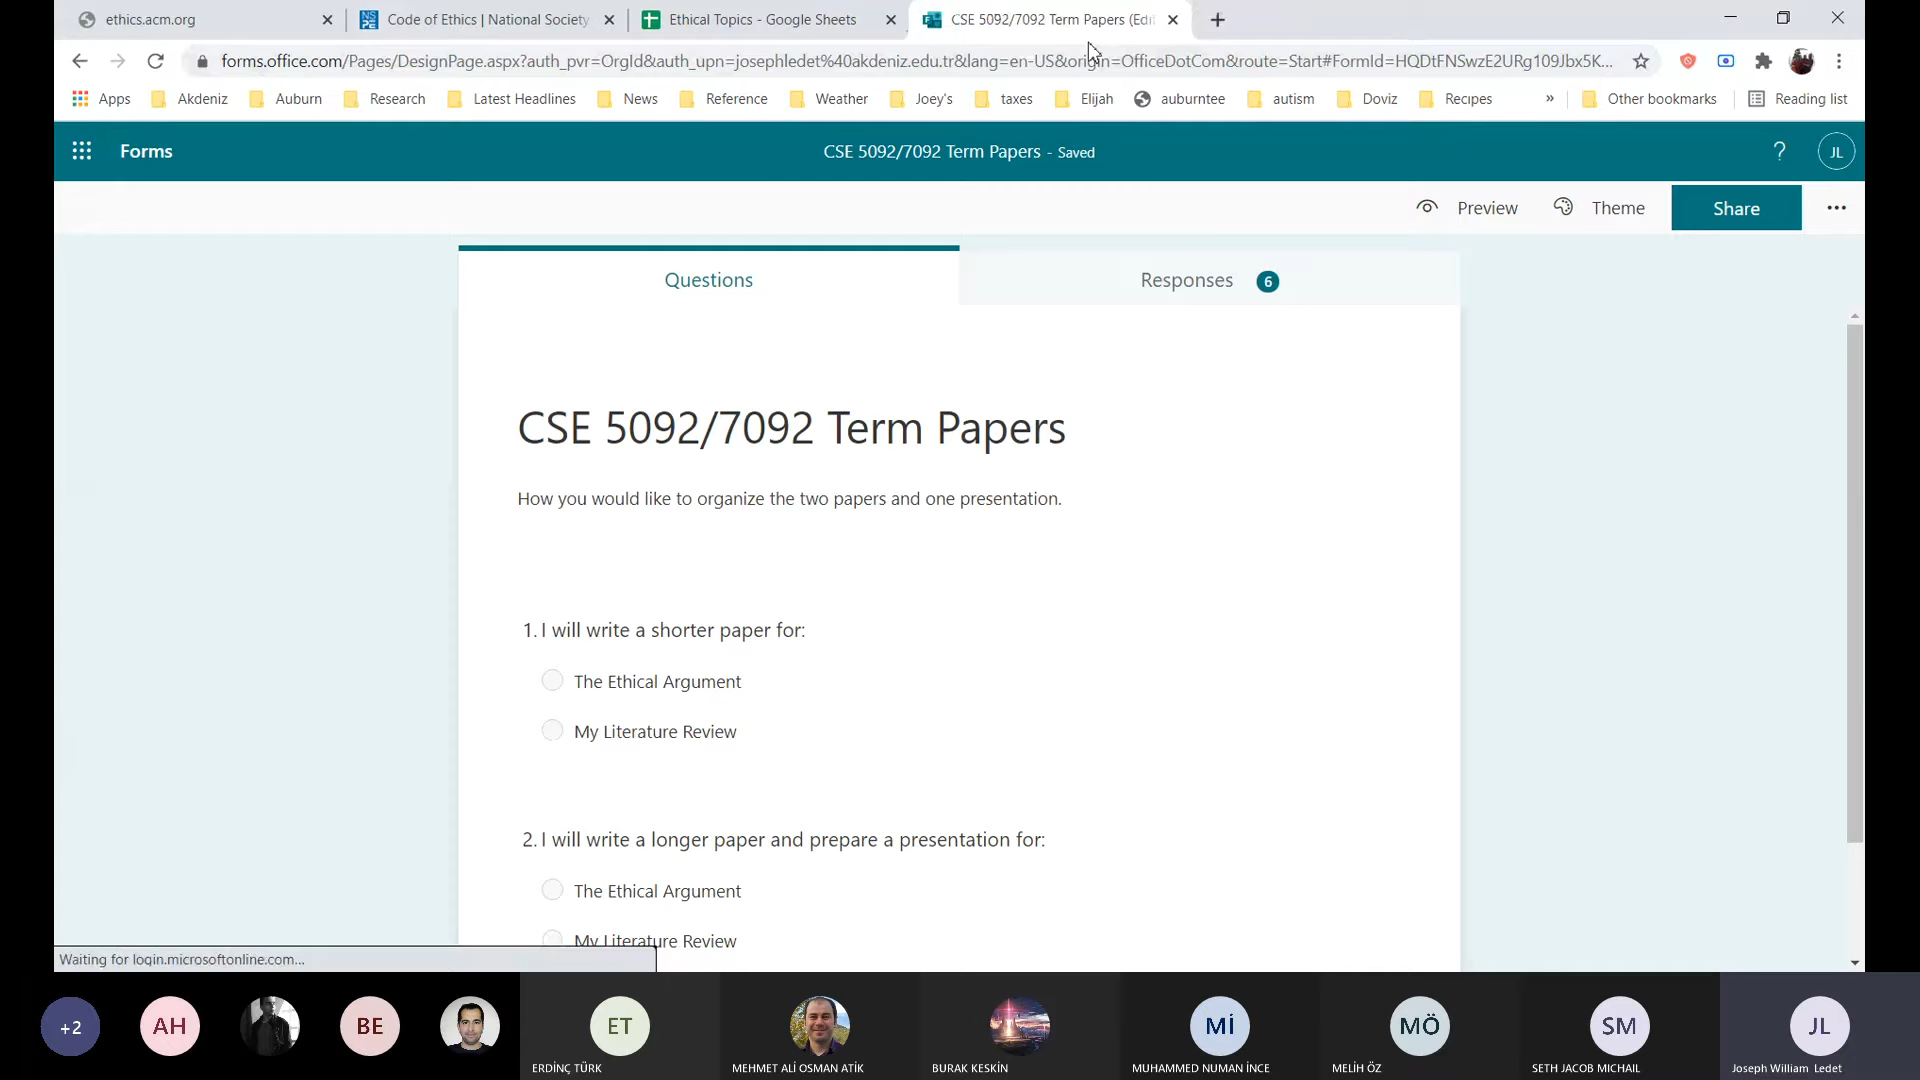 ethics.acm.org
Code of Ethics | National Society
Ethical Topics - Google Sheets
CSE 5092/7092 Term Papers (Edi
forms.office.com/Pages/DesignPage.aspx?auth_pvr=OrgId&auth_upn=josephledet%40akdeniz.edu.tr&lang=en-US&origin=OfficeDotCom&route=Start#FormId=HQDtFNSwzE2URg109Jbx5K...
Apps Akdeniz Auburn Research Latest Headlines News Reference Weather Joey's taxes Elijah auburntee autism Doviz Recipes » Other bookmarks Reading list
Forms
CSE 5092/7092 Term Papers - Saved
? JL
Preview Theme Share ...
Questions
Responses 6
CSE 5092/7092 Term Papers
How you would like to organize the two papers and one presentation.
1. I will write a shorter paper for:
The Ethical Argument
My Literature Review
2. I will write a longer paper and prepare a presentation for:
The Ethical Argument
My Literature Review
Waiting for login.microsoftonline.com...
+2 AH BE ET Mİ MÖ SM JL
ERDİNÇ TÜRK MEHMET ALİ OSMAN ATİK BURAK KESKİN MUHAMMED NUMAN İNCE MELİH ÖZ SETH JACOB MICHAIL Joseph William Ledet